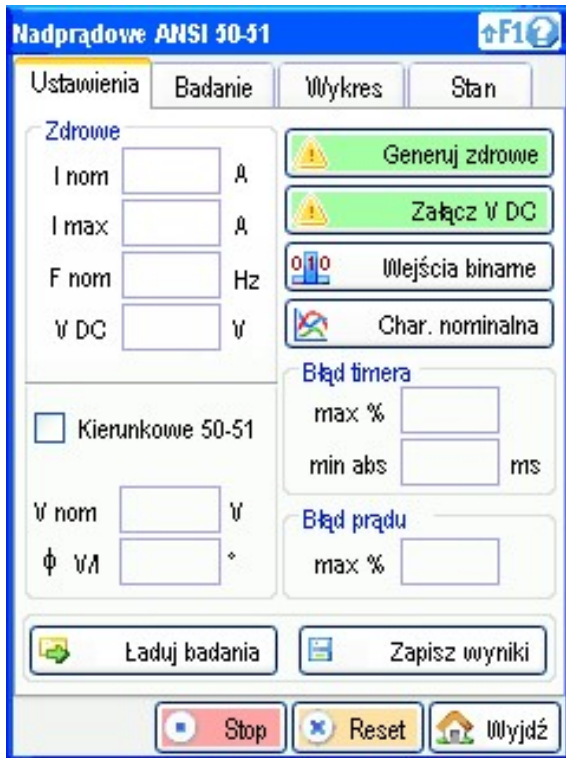 Nadprądowe ANSI 50-51
⇧F1?
Ustawienia Badanie Wykres Stan
Zdrowe
I nom A
I max A
F nom Hz
V DC V
Generuj zdrowe
Załącz V DC
010 Wejścia binarne
Char. nominalna
Kierunkowe 50-51
V nom V
ϕ V/I °
Błąd timera
max %
min abs ms
Błąd prądu
max %
Ładuj badania
Zapisz wyniki
Stop Reset Wyjdź